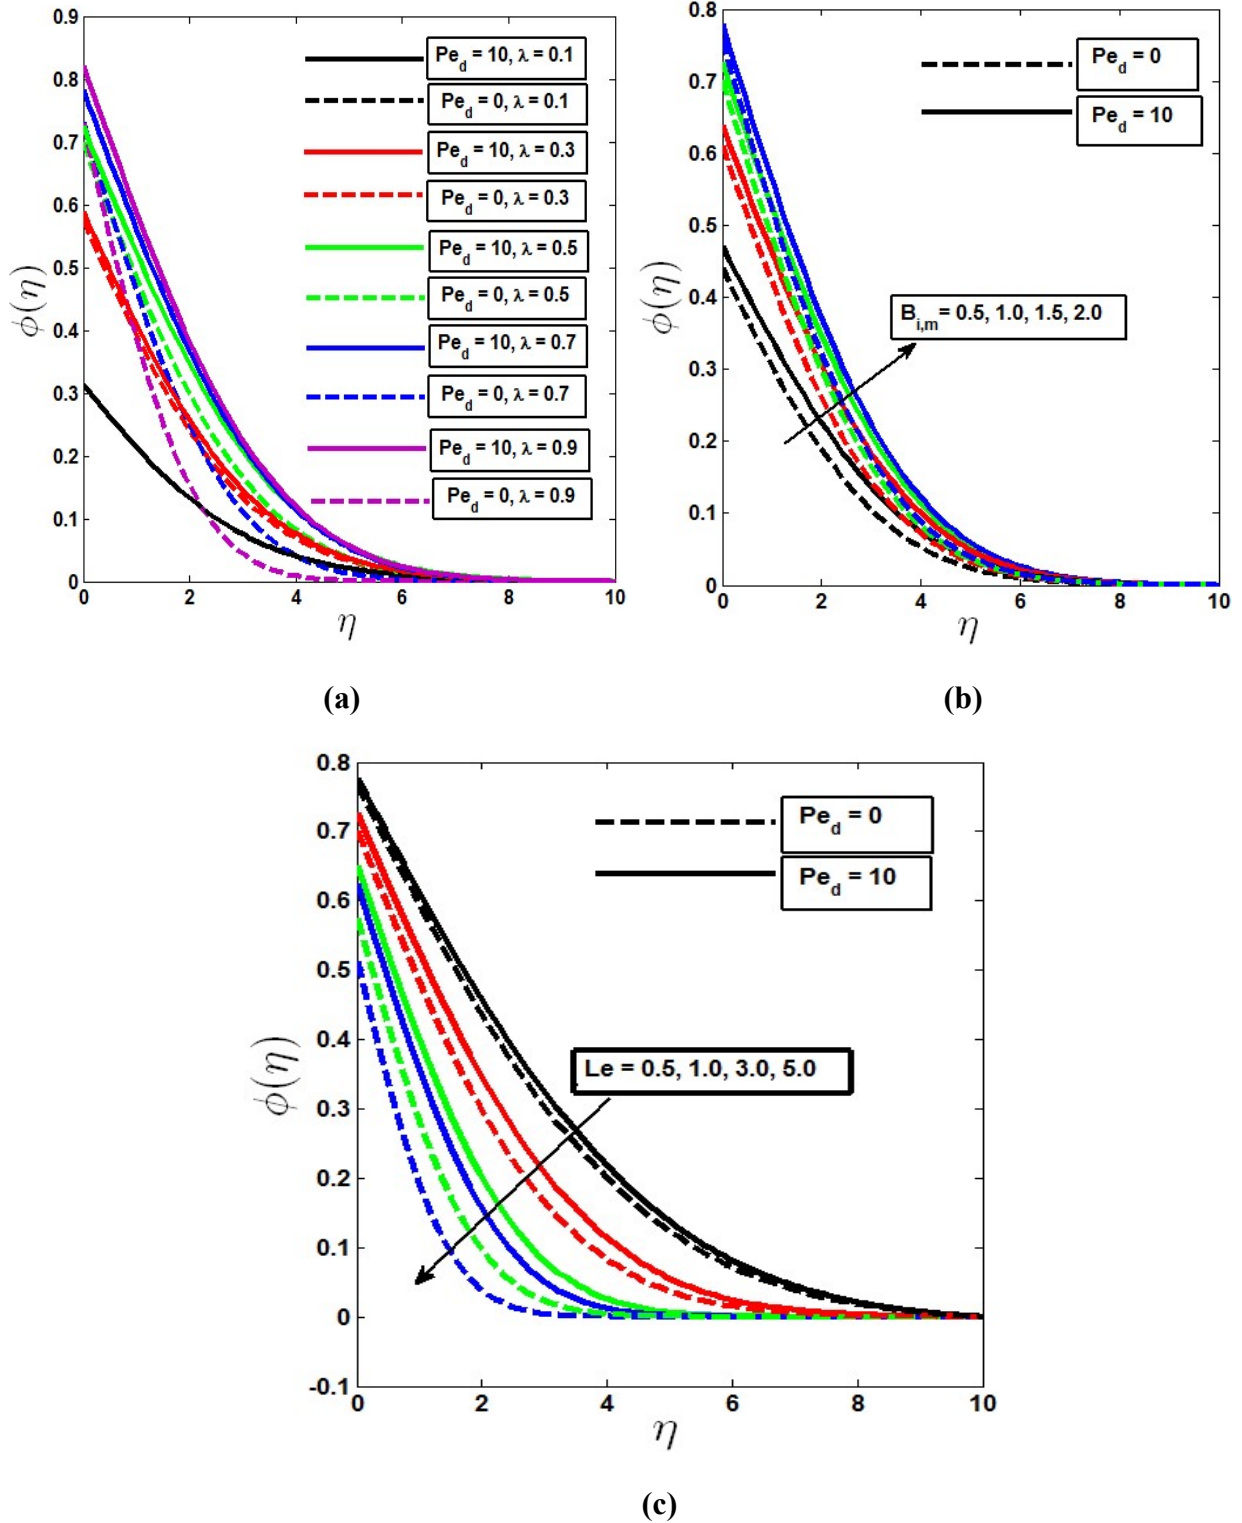 0.9
0.8
0.7
0.6
0.5
0.4
0.3
0.2
0.1
0
ϕ(η)
0 2 4 6 8 10
η
Pe_d = 10, λ = 0.1
Pe_d = 0, λ = 0.1
Pe_d = 10, λ = 0.3
Pe_d = 0, λ = 0.3
Pe_d = 10, λ = 0.5
Pe_d = 0, λ = 0.5
Pe_d = 10, λ = 0.7
Pe_d = 0, λ = 0.7
Pe_d = 10, λ = 0.9
Pe_d = 0, λ = 0.9
(a)
0.8
0.7
0.6
0.5
0.4
0.3
0.2
0.1
0
ϕ(η)
0 2 4 6 8 10
η
Pe_d = 0
Pe_d = 10
B_i,m = 0.5, 1.0, 1.5, 2.0
(b)
0.8
0.7
0.6
0.5
0.4
0.3
0.2
0.1
0
-0.1
ϕ(η)
0 2 4 6 8 10
η
Pe_d = 0
Pe_d = 10
Le = 0.5, 1.0, 3.0, 5.0
(c)